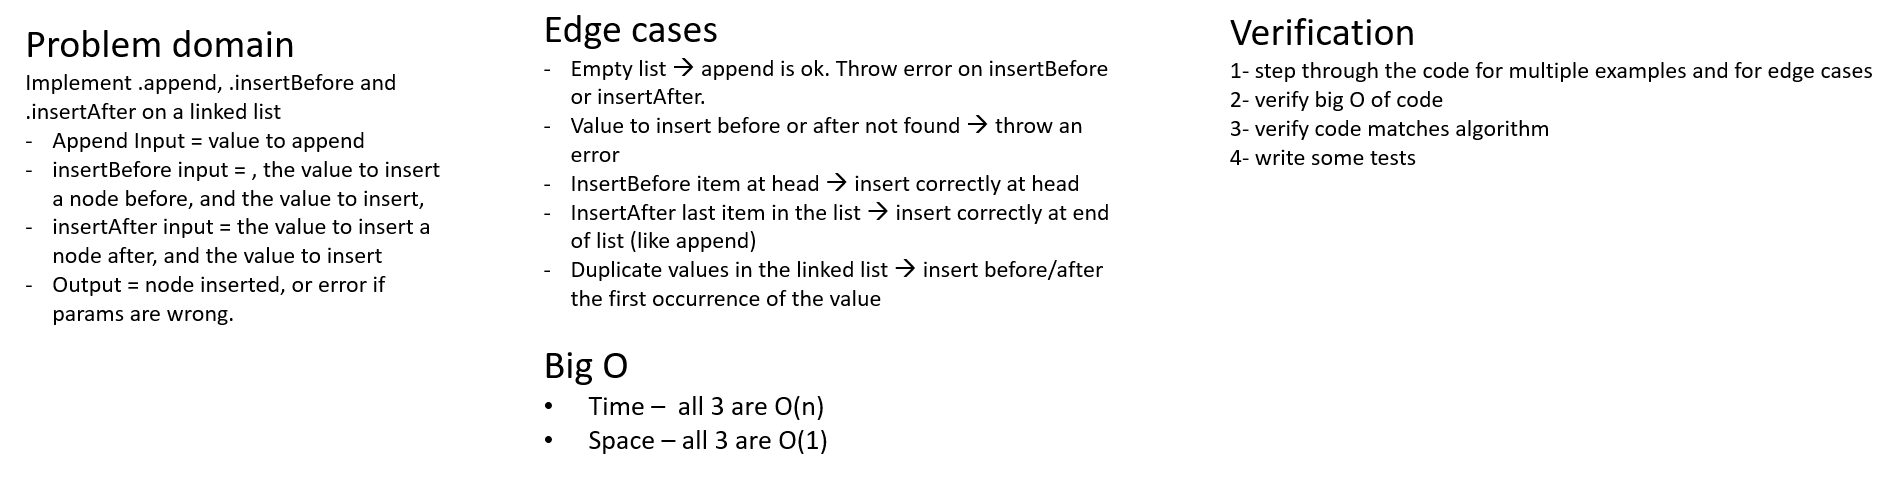 Problem domain
Implement .append, .insertBefore and
.insertAfter on a linked list
- Append Input = value to append
- insertBefore input = , the value to insert
a node before, and the value to insert,
- insertAfter input = the value to insert a
node after, and the value to insert
- Output = node inserted, or error if
params are wrong.
Edge cases
- Empty list → append is ok. Throw error on insertBefore
or insertAfter.
- Value to insert before or after not found → throw an
error
- InsertBefore item at head → insert correctly at head
- InsertAfter last item in the list → insert correctly at end
of list (like append)
- Duplicate values in the linked list → insert before/after
the first occurrence of the value
Big O
• Time – all 3 are O(n)
• Space – all 3 are O(1)
Verification
1- step through the code for multiple examples and for edge cases
2- verify big O of code
3- verify code matches algorithm
4- write some tests